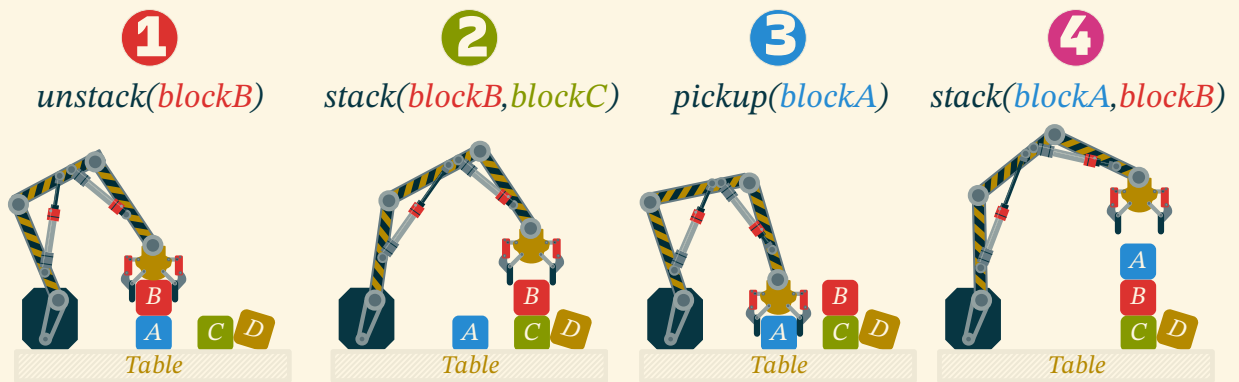 1
unstack(blockB)
B
A
C
D
Table
2
stack(blockB,blockC)
B
A
C
D
Table
3
pickup(blockA)
B
A
C
D
Table
4
stack(blockA,blockB)
A
B
C
D
Table